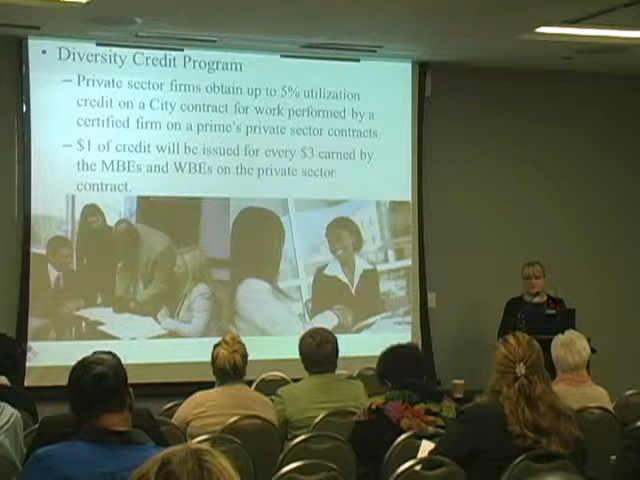 • Diversity Credit Program
– Private sector firms obtain up to 5% utilization
credit on a City contract for work performed by a
certified firm on a prime's private sector contracts
– $1 of credit will be issued for every $3 earned by
the MBEs and WBEs on the private sector
contract.